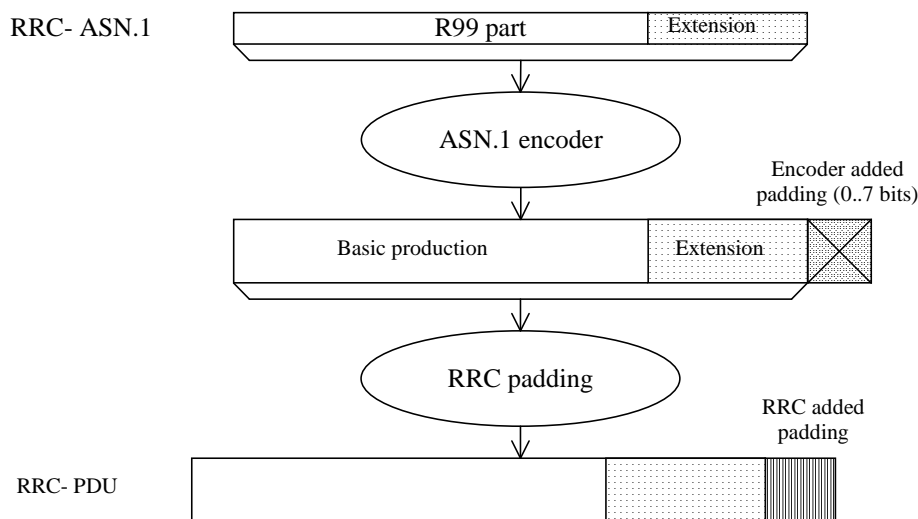 RRC- ASN.1
R99 part
Extension
ASN.1 encoder
Encoder added
padding (0..7 bits)
Basic production
Extension
RRC padding
RRC added
padding
RRC- PDU